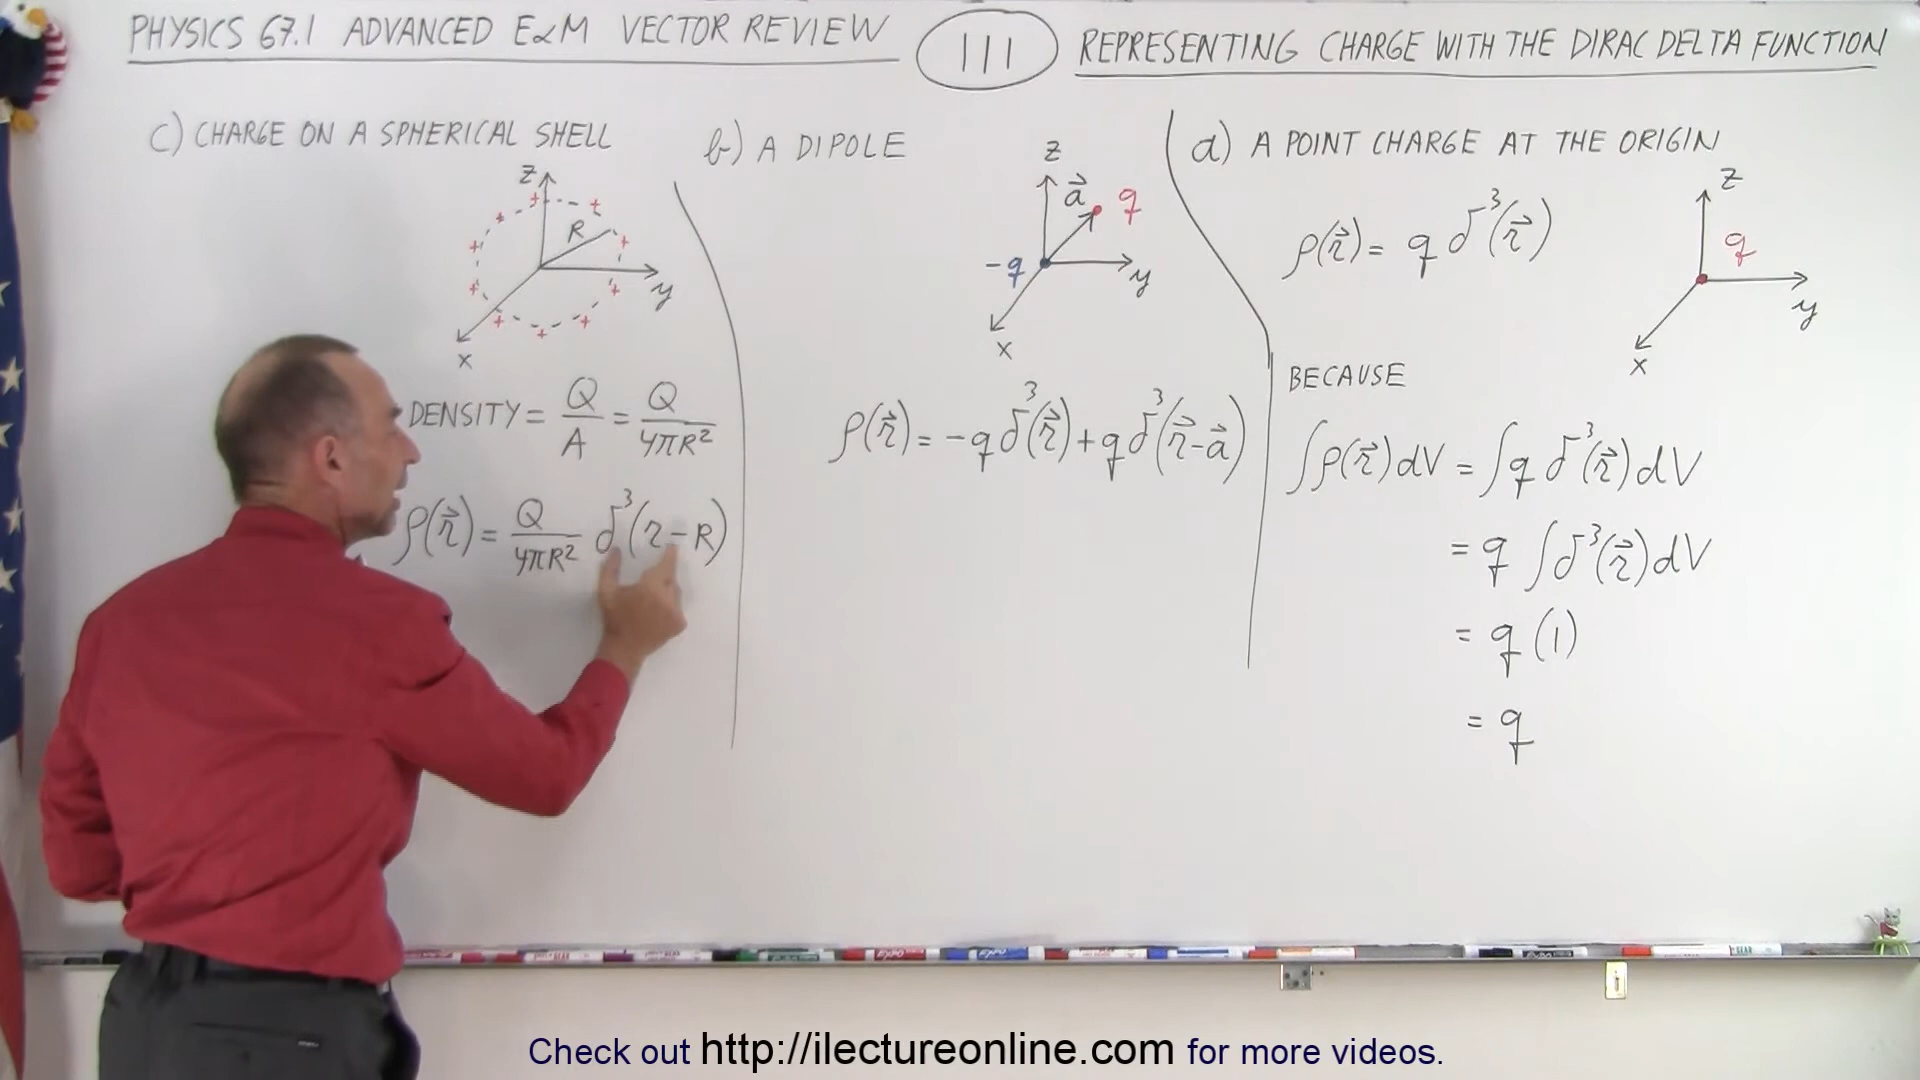 PHYSICS 67.1 ADVANCED E&M VECTOR REVIEW
111
REPRESENTING CHARGE WITH THE DIRAC DELTA FUNCTION
c) CHARGE ON A SPHERICAL SHELL
z
R
y
x
DENSITY = Q/A = Q/4πR²
ρ(r⃗) = Q/4πR² δ³(r-R)
b) A DIPOLE
z
a⃗ q
-q
y
x
ρ(r⃗) = -q δ³(r⃗) + q δ³(r⃗-a⃗)
a) A POINT CHARGE AT THE ORIGIN
ρ(r⃗) = q δ³(r⃗)
z
q
y
x
BECAUSE
∫ρ(r⃗)dV = ∫q δ³(r⃗)dV
= q ∫δ³(r⃗)dV
= q (1)
= q
Check out http://ilectureonline.com for more videos.